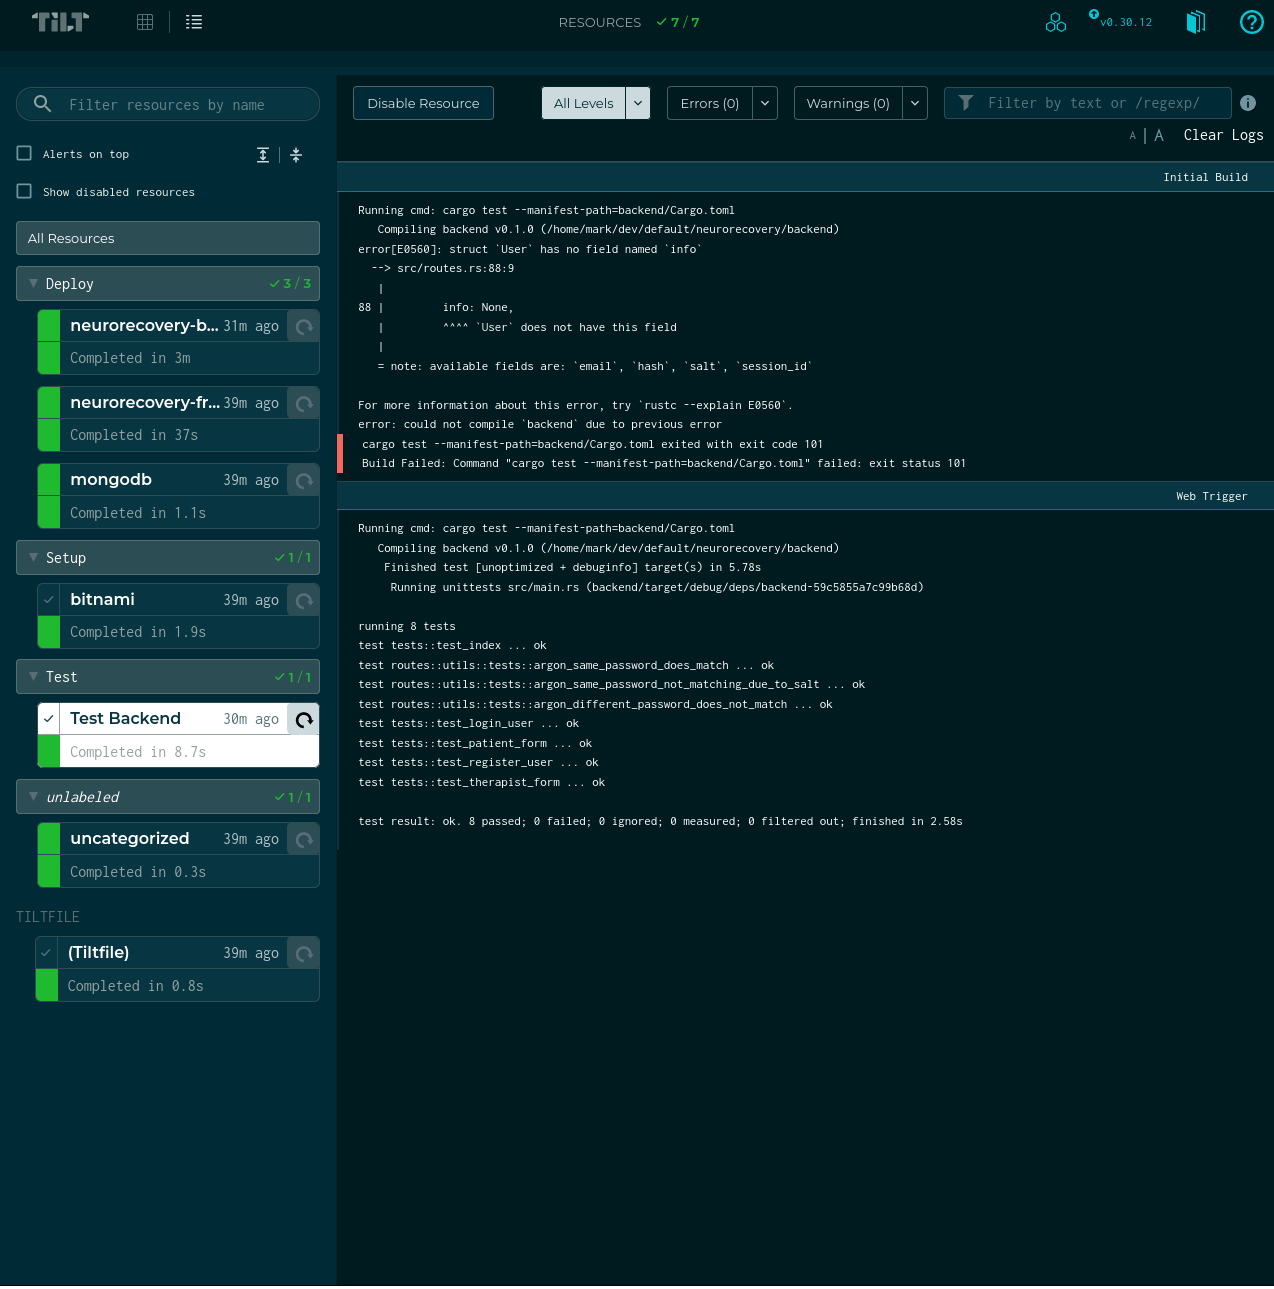 TILT
RESOURCES 7 / 7
v0.30.12
Filter resources by name
Alerts on top
Show disabled resources
All Resources
Deploy 3 / 3
neurorecovery-b... 31m ago
Completed in 3m
neurorecovery-fr... 39m ago
Completed in 37s
mongodb 39m ago
Completed in 1.1s
Setup 1 / 1
bitnami 39m ago
Completed in 1.9s
Test 1 / 1
Test Backend 30m ago
Completed in 8.7s
unlabeled 1 / 1
uncategorized 39m ago
Completed in 0.3s
TILTFILE
(Tiltfile) 39m ago
Completed in 0.8s
Disable Resource
All Levels
Errors (0)
Warnings (0)
Filter by text or /regexp/
A | A Clear Logs
Initial Build
Running cmd: cargo test --manifest-path=backend/Cargo.toml
   Compiling backend v0.1.0 (/home/mark/dev/default/neurorecovery/backend)
error[E0560]: struct `User` has no field named `info`
  --> src/routes.rs:88:9
   |
88 |         info: None,
   |         ^^^^ `User` does not have this field
   |
   = note: available fields are: `email`, `hash`, `salt`, `session_id`
For more information about this error, try `rustc --explain E0560`.
error: could not compile `backend` due to previous error
cargo test --manifest-path=backend/Cargo.toml exited with exit code 101
Build Failed: Command "cargo test --manifest-path=backend/Cargo.toml" failed: exit status 101
Web Trigger
Running cmd: cargo test --manifest-path=backend/Cargo.toml
   Compiling backend v0.1.0 (/home/mark/dev/default/neurorecovery/backend)
    Finished test [unoptimized + debuginfo] target(s) in 5.78s
     Running unittests src/main.rs (backend/target/debug/deps/backend-59c5855a7c99b68d)
running 8 tests
test tests::test_index ... ok
test routes::utils::tests::argon_same_password_does_match ... ok
test routes::utils::tests::argon_same_password_not_matching_due_to_salt ... ok
test routes::utils::tests::argon_different_password_does_not_match ... ok
test tests::test_login_user ... ok
test tests::test_patient_form ... ok
test tests::test_register_user ... ok
test tests::test_therapist_form ... ok
test result: ok. 8 passed; 0 failed; 0 ignored; 0 measured; 0 filtered out; finished in 2.58s